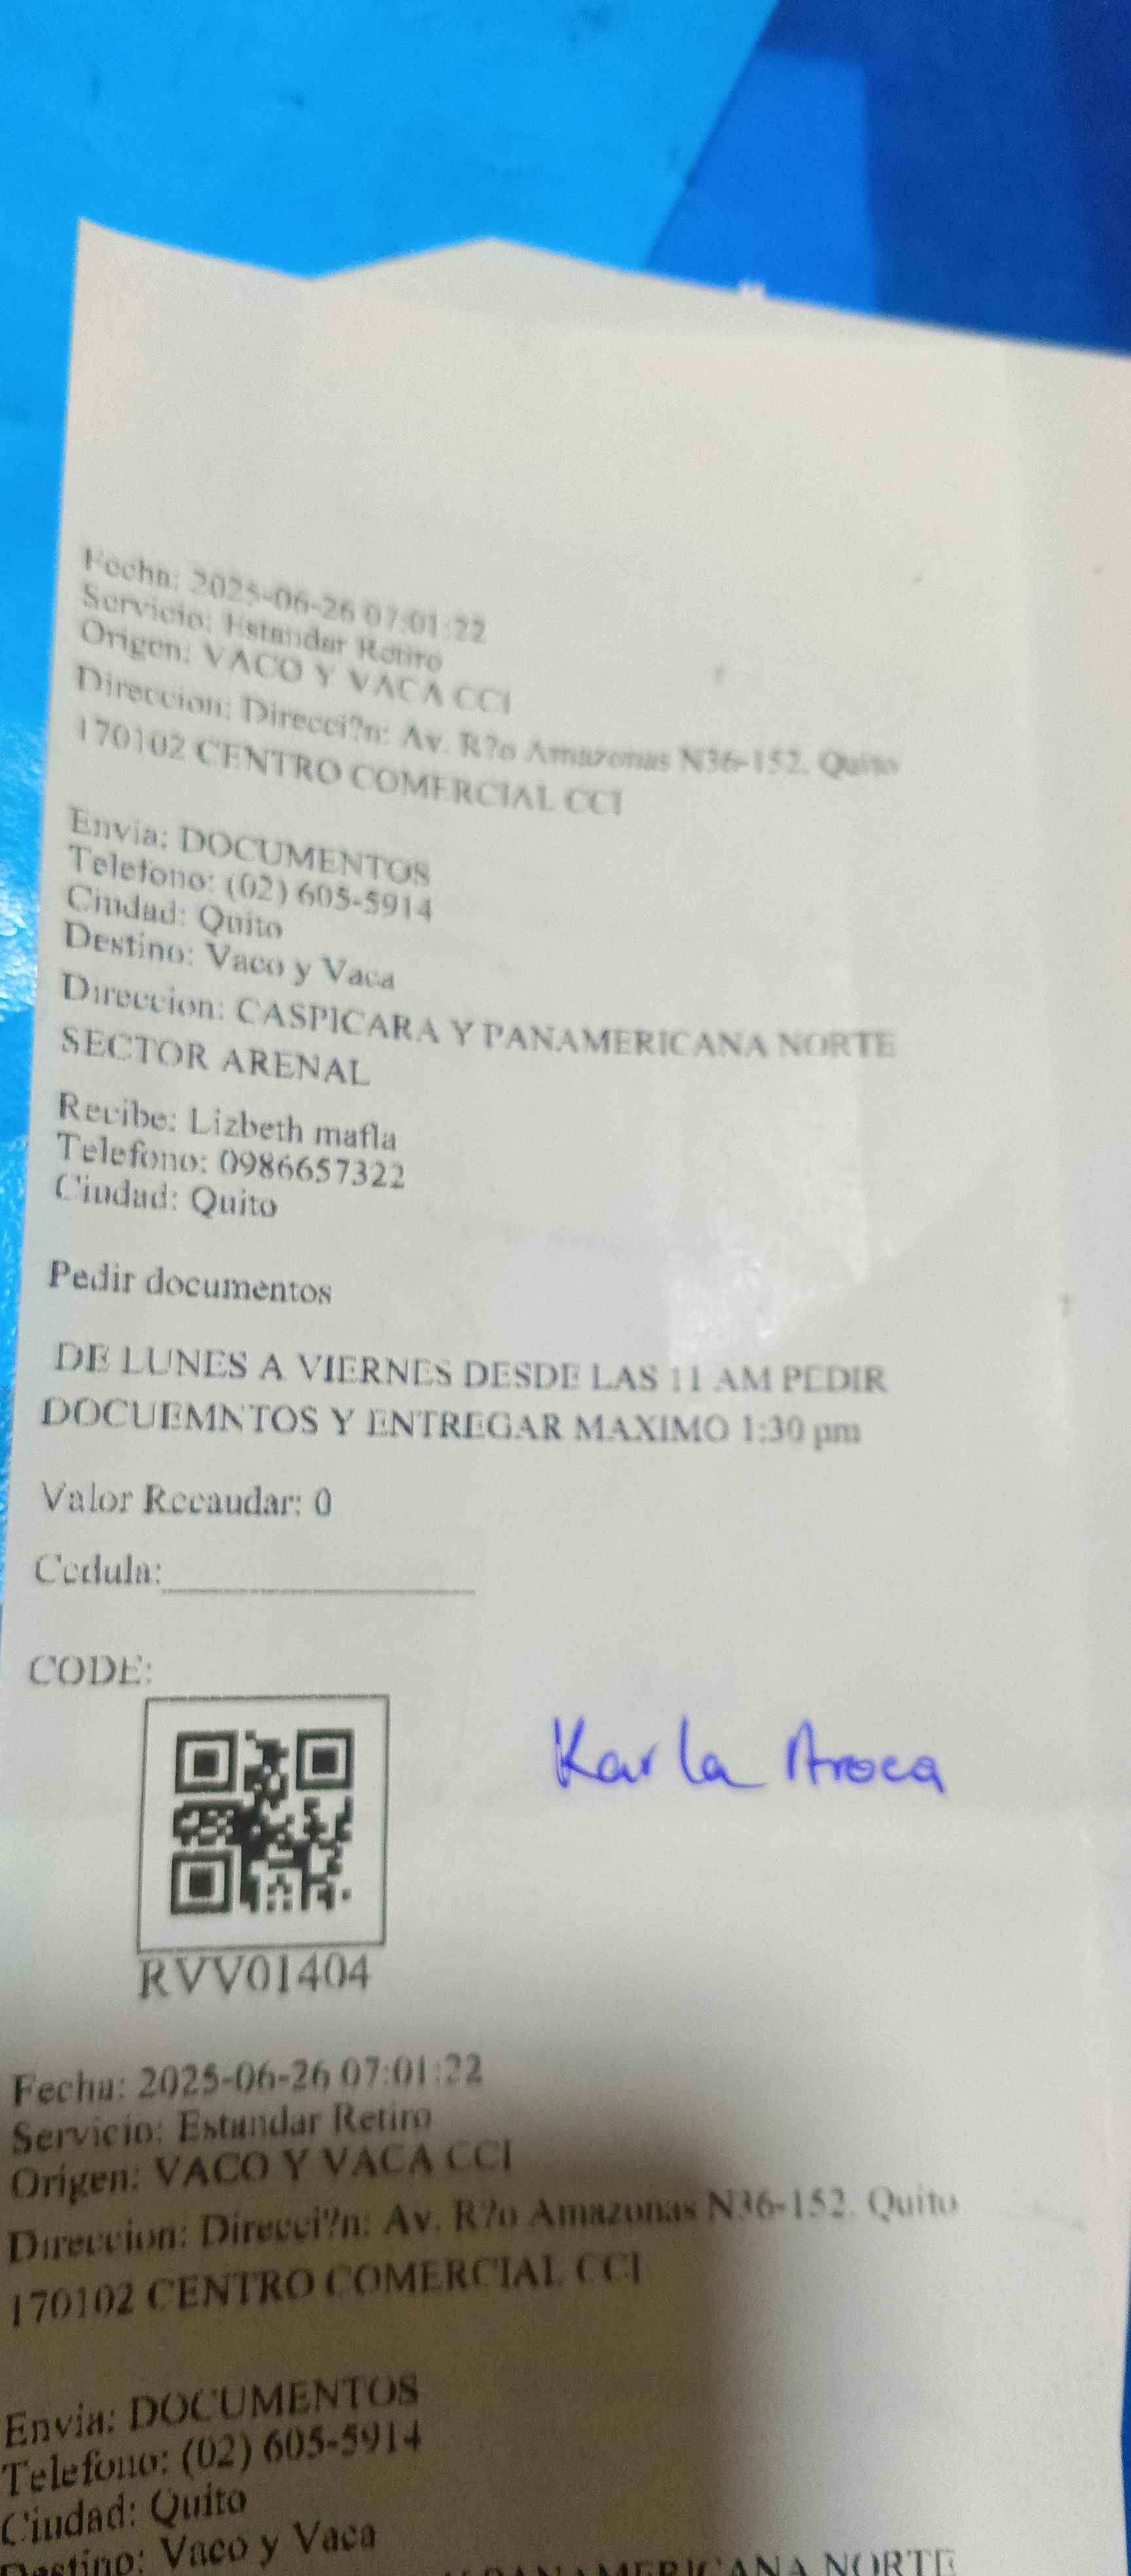 Fecha: 2025-06-26 07:01:22
Servicio: Estandar Retiro
Origen: VACO Y VACA CCI
Direccion: Direcci?n: Av. R?o Amazonas N36-152. Quito
170102 CENTRO COMERCIAL CCI
Envia: DOCUMENTOS
Telefono: (02) 605-5914
Ciudad: Quito
Destino: Vaco y Vaca
Direccion: CASPICARA Y PANAMERICANA NORTE
SECTOR ARENAL
Recibe: Lizbeth mafla
Telefono: 0986657322
Ciudad: Quito
Pedir documentos
DE LUNES A VIERNES DESDE LAS 11 AM PEDIR
DOCUEMNTOS Y ENTREGAR MAXIMO 1:30 pm
Valor Recaudar: 0
Cedula:
CODE:
Karla Aroca
RVV01404
Fecha: 2025-06-26 07:01:22
Servicio: Estandar Retiro
Origen: VACO Y VACA CCI
Direccion: Direcci?n: Av. R?o Amazonas N36-152. Quito
170102 CENTRO COMERCIAL CCI
Envia: DOCUMENTOS
Telefono: (02) 605-5914
Ciudad: Quito
Destino: Vaco y Vaca
PANAMERICANA NORTE